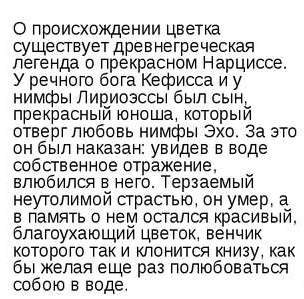 О происхождении цветка
существует древнегреческая
легенда о прекрасном Нарциссе.
У речного бога Кефисса и у
нимфы Лириоэссы был сын,
прекрасный юноша, который
отверг любовь нимфы Эхо. За это
он был наказан: увидев в воде
собственное отражение,
влюбился в него. Терзаемый
неутолимой страстью, он умер, а
в память о нем остался красивый,
благоухающий цветок, венчик
которого так и клонится книзу, как
бы желая еще раз полюбоваться
собою в воде.